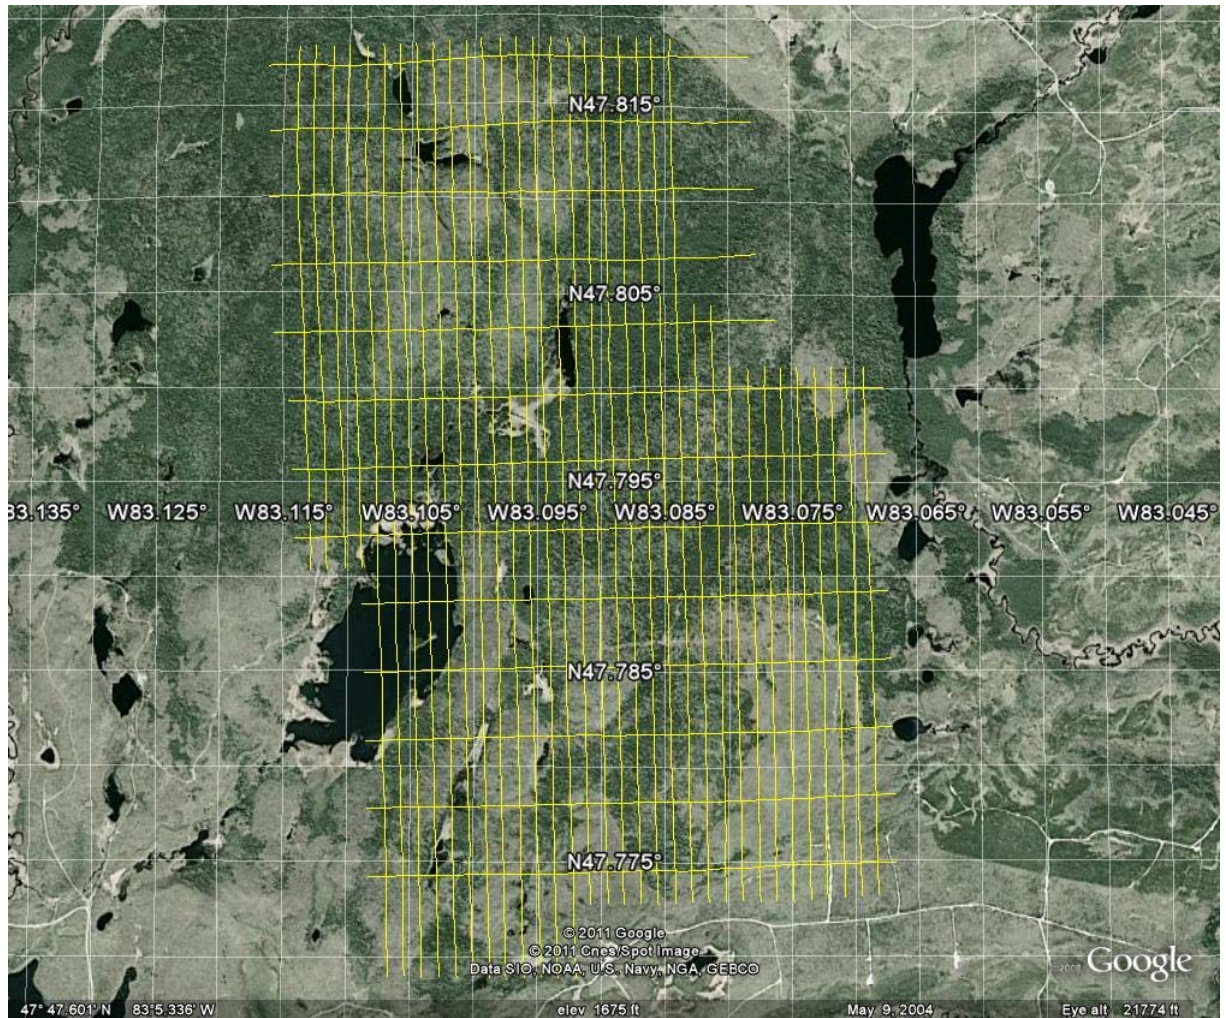 N47.815°
N47.805°
N47.795°
83.135° W83.125° W83.115° W83.105° W83.095° W83.085° W83.075° W83.065° W83.055° W83.045°
N47.785°
N47.775°
© 2011 Google
© 2011 Cnes/Spot Image
Data SIO, NOAA, U.S. Navy, NGA, GEBCO
Google
47° 47.601' N 83° 5.336' W elev 1675 ft May 9, 2004 Eye alt 21774 ft